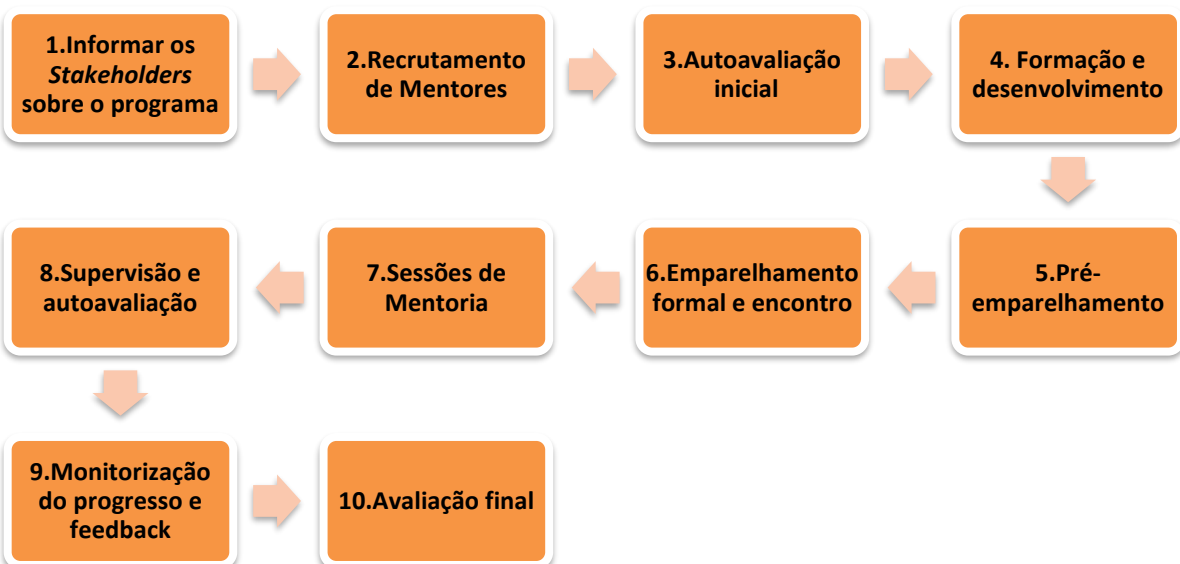 1.Informar os
Stakeholders
sobre o programa
2.Recrutamento
de Mentores
3.Autoavaliação
inicial
4. Formação e
desenvolvimento
5.Pré-
emparelhamento
6.Emparelhamento
formal e encontro
7.Sessões de
Mentoria
8.Supervisão e
autoavaliação
9.Monitorização
do progresso e
feedback
10.Avaliação final